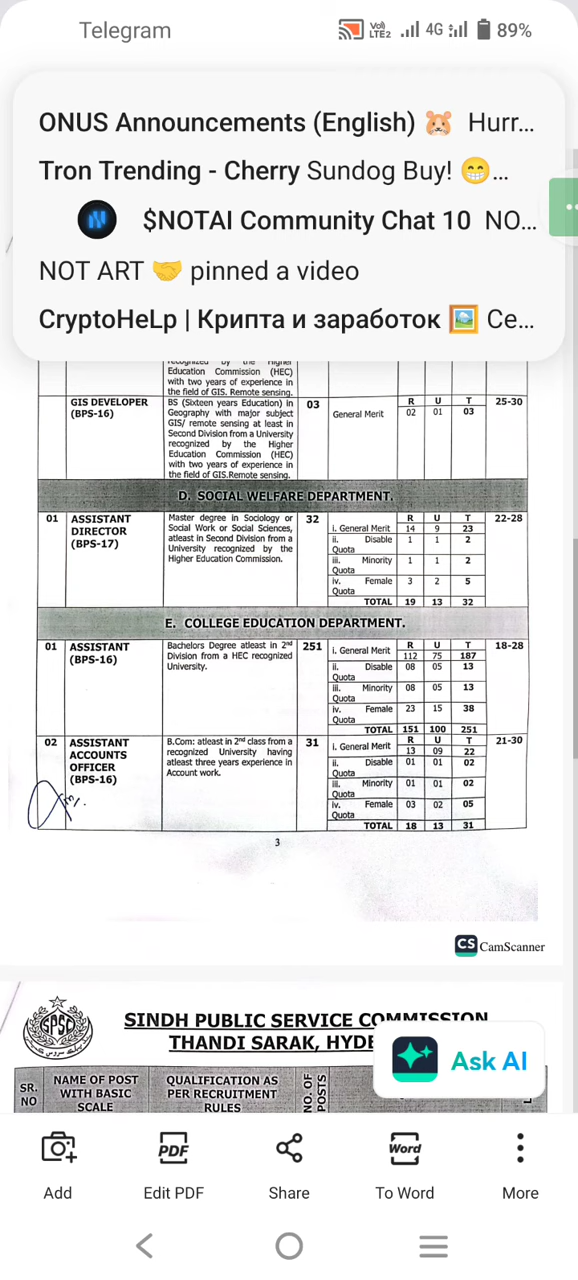 Telegram
Vo)) LTE2 4G 89%
ONUS Announcements (English) 🐹 Hurr...
Tron Trending - Cherry Sundog Buy! 😁...
$NOTAI Community Chat 10 NO...
NOT ART 🤝 pinned a video
CryptoHeLp | Крипта и заработок 🖼️ Ce...
recognized by the Higher
Education Commission (HEC)
with two years of experience in
the field of GIS. Remote sensing.
GIS DEVELOPER
(BPS-16)
BS (Sixteen years Education) in
Geography with major subject
GIS/ remote sensing at least in
Second Division from a University
recognized by the Higher
Education Commission (HEC)
with two years of experience in
the field of GIS.Remote sensing.
03
General Merit
R U T
02 01 03
25-30
D. SOCIAL WELFARE DEPARTMENT.
01
ASSISTANT
DIRECTOR
(BPS-17)
Master degree in Sociology or
Social Work or Social Sciences,
atleast in Second Division from a
University recognized by the
Higher Education Commission.
32
R U T
i. General Merit 14 9 23
ii. Disable Quota 1 1 2
iii. Minority Quota 1 1 2
iv. Female Quota 3 2 5
TOTAL 19 13 32
22-28
E. COLLEGE EDUCATION DEPARTMENT.
01
ASSISTANT
(BPS-16)
Bachelors Degree atleast in 2nd
Division from a HEC recognized
University.
251
R U T
i. General Merit 112 75 187
ii. Disable Quota 08 05 13
iii. Minority Quota 08 05 13
iv. Female Quota 23 15 38
TOTAL 151 100 251
18-28
02
ASSISTANT
ACCOUNTS
OFFICER
(BPS-16)
B.Com: atleast in 2nd class from a
recognized University having
atleast three years experience in
Account work.
31
R U T
i. General Merit 13 09 22
ii. Disable Quota 01 01 02
iii. Minority Quota 01 01 02
iv. Female Quota 03 02 05
TOTAL 18 13 31
21-30
3
CS CamScanner
SPSC
SINDH PUBLIC SERVICE COMMISSION
THANDI SARAK, HYDE
SR.
NO
NAME OF POST
WITH BASIC
SCALE
QUALIFICATION AS
PER RECRUITMENT
RULES
NO. OF
POSTS
Ask AI
Add
PDF
Edit PDF
Share
Word
To Word
More